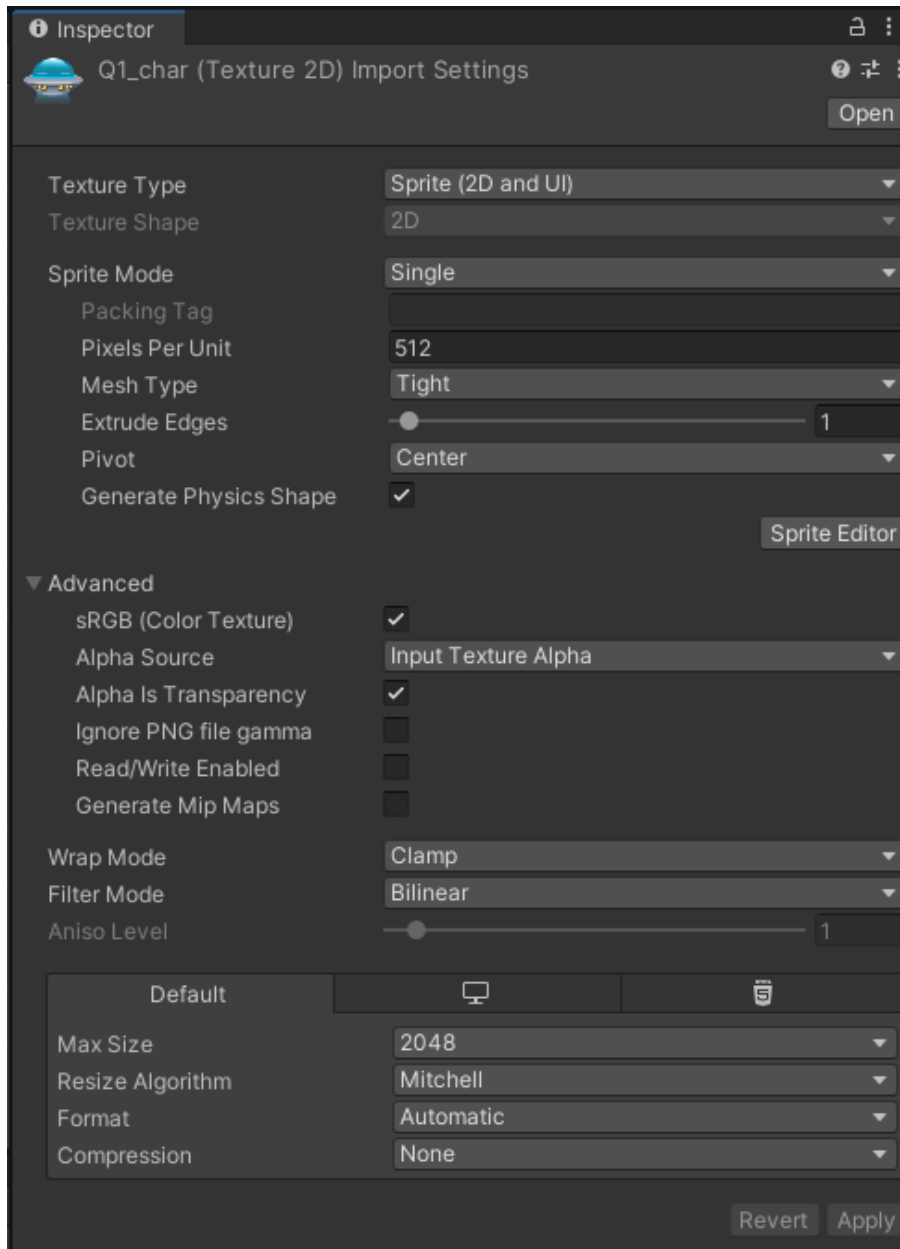 Inspector
Q1_char (Texture 2D) Import Settings
Open
Texture Type Sprite (2D and UI)
Texture Shape 2D
Sprite Mode Single
Packing Tag
Pixels Per Unit 512
Mesh Type Tight
Extrude Edges 1
Pivot Center
Generate Physics Shape
Sprite Editor
Advanced
sRGB (Color Texture)
Alpha Source Input Texture Alpha
Alpha Is Transparency
Ignore PNG file gamma
Read/Write Enabled
Generate Mip Maps
Wrap Mode Clamp
Filter Mode Bilinear
Aniso Level 1
Default
Max Size 2048
Resize Algorithm Mitchell
Format Automatic
Compression None
Revert Apply